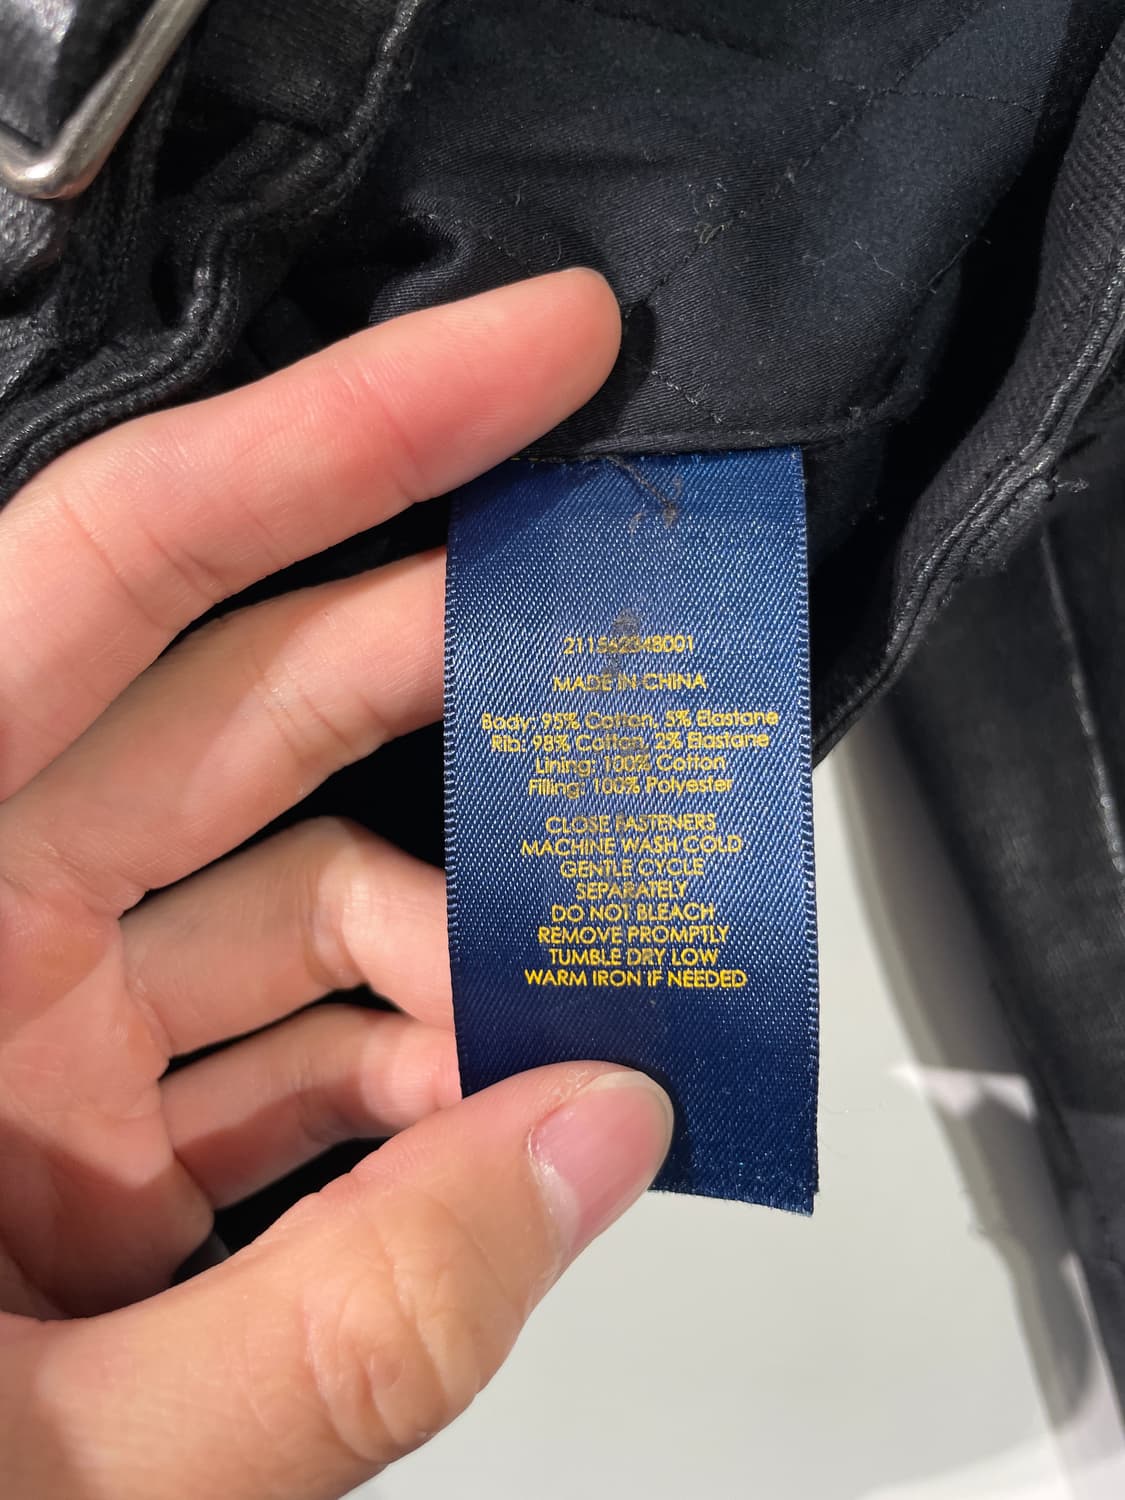 211562348001
MADE IN CHINA
Body: 95% Cotton, 5% Elastane
Rib: 98% Cotton, 2% Elastane
Lining: 100% Cotton
Filling: 100% Polyester
CLOSE FASTENERS
MACHINE WASH COLD
GENTLE CYCLE
SEPARATELY
DO NOT BLEACH
REMOVE PROMPTLY
TUMBLE DRY LOW
WARM IRON IF NEEDED